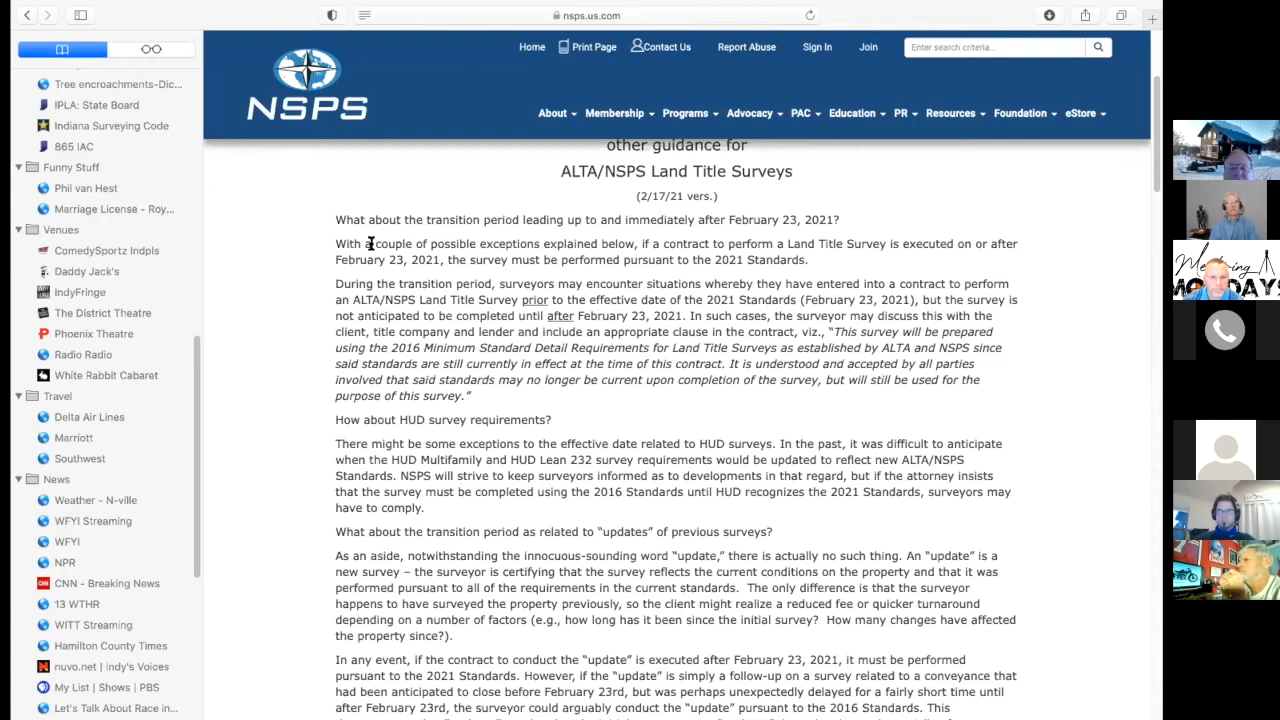 nsps.us.com
Tree encroachments-Dic...
IPLA: State Board
Indiana Surveying Code
865 IAC
Funny Stuff
Phil van Hest
Marriage License - Roy...
Venues
ComedySportz Indpls
Daddy Jack's
IndyFringe
The District Theatre
Phoenix Theatre
Radio Radio
White Rabbit Cabaret
Travel
Delta Air Lines
Marriott
Southwest
News
Weather - N-ville
WFYI Streaming
WFYI
NPR
CNN - Breaking News
13 WTHR
WITT Streaming
Hamilton County Times
nuvo.net | Indy's Voices
My List | Shows | PBS
Let's Talk About Race in...
Home Print Page Contact Us Report Abuse Sign In Join Enter search criteria...
NSPS
About Membership Programs Advocacy PAC Education PR Resources Foundation eStore
other guidance for
ALTA/NSPS Land Title Surveys
(2/17/21 vers.)
What about the transition period leading up to and immediately after February 23, 2021?
With a couple of possible exceptions explained below, if a contract to perform a Land Title Survey is executed on or after
February 23, 2021, the survey must be performed pursuant to the 2021 Standards.
During the transition period, surveyors may encounter situations whereby they have entered into a contract to perform
an ALTA/NSPS Land Title Survey prior to the effective date of the 2021 Standards (February 23, 2021), but the survey is
not anticipated to be completed until after February 23, 2021. In such cases, the surveyor may discuss this with the
client, title company and lender and include an appropriate clause in the contract, viz., “This survey will be prepared
using the 2016 Minimum Standard Detail Requirements for Land Title Surveys as established by ALTA and NSPS since
said standards are still currently in effect at the time of this contract. It is understood and accepted by all parties
involved that said standards may no longer be current upon completion of the survey, but will still be used for the
purpose of this survey.”
How about HUD survey requirements?
There might be some exceptions to the effective date related to HUD surveys. In the past, it was difficult to anticipate
when the HUD Multifamily and HUD Lean 232 survey requirements would be updated to reflect new ALTA/NSPS
Standards. NSPS will strive to keep surveyors informed as to developments in that regard, but if the attorney insists
that the survey must be completed using the 2016 Standards until HUD recognizes the 2021 Standards, surveyors may
have to comply.
What about the transition period as related to “updates” of previous surveys?
As an aside, notwithstanding the innocuous-sounding word “update,” there is actually no such thing. An “update” is a
new survey – the surveyor is certifying that the survey reflects the current conditions on the property and that it was
performed pursuant to all of the requirements in the current standards. The only difference is that the surveyor
happens to have surveyed the property previously, so the client might realize a reduced fee or quicker turnaround
depending on a number of factors (e.g., how long has it been since the initial survey? How many changes have affected
the property since?).
In any event, if the contract to conduct the “update” is executed after February 23, 2021, it must be performed
pursuant to the 2021 Standards. However, if the “update” is simply a follow-up on a survey related to a conveyance that
had been anticipated to close before February 23rd, but was perhaps unexpectedly delayed for a fairly short time until
after February 23rd, the surveyor could arguably conduct the “update” pursuant to the 2016 Standards. This
Mentoring
MONDAYS